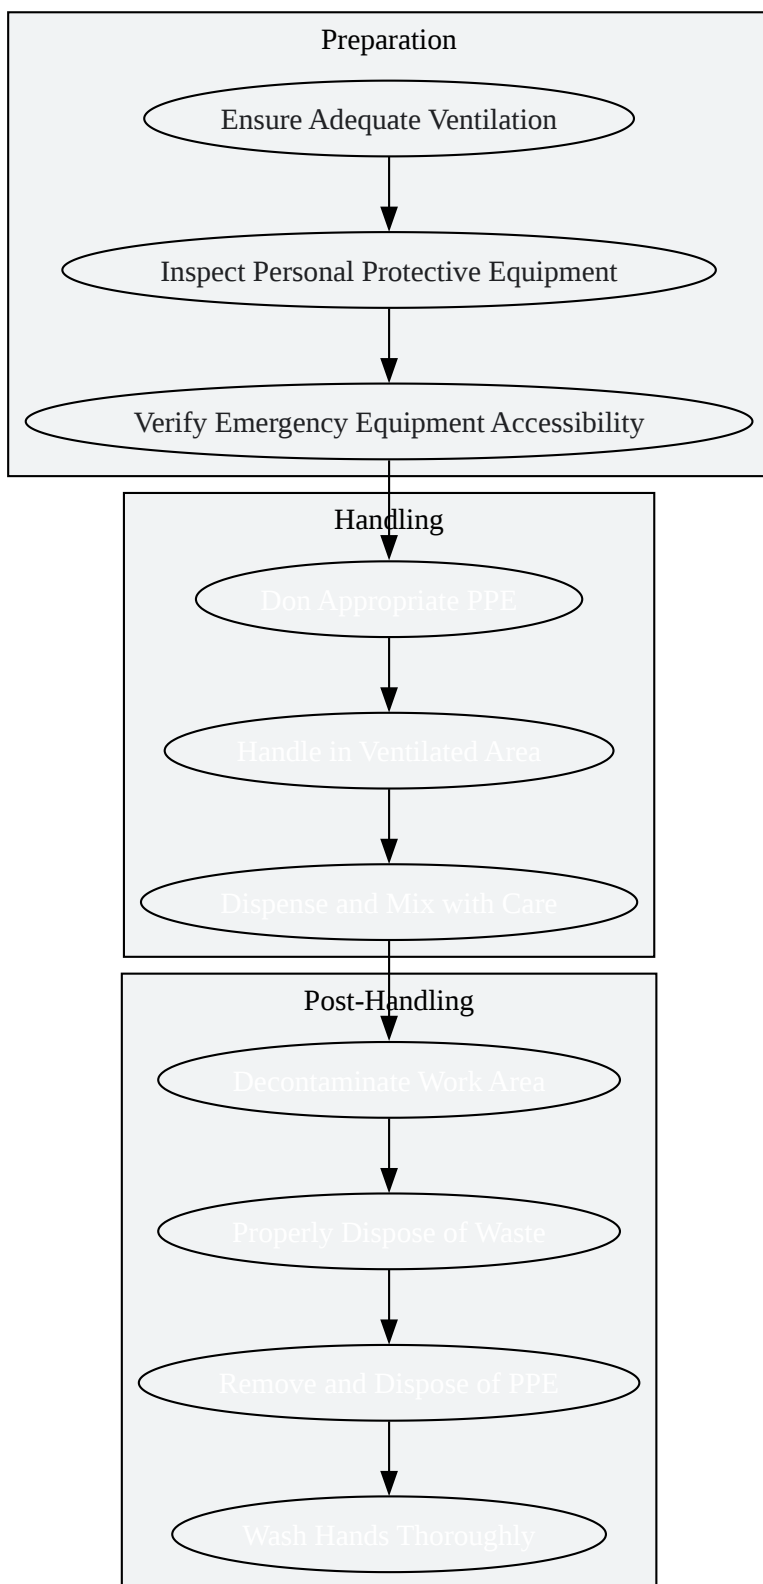 Preparation
Ensure Adequate Ventilation
Inspect Personal Protective Equipment
Verify Emergency Equipment Accessibility
Handling
Don Appropriate PPE
Handle in Ventilated Area
Dispense and Mix with Care
Post-Handling
Decontaminate Work Area
Properly Dispose of Waste
Remove and Dispose of PPE
Wash Hands Thoroughly